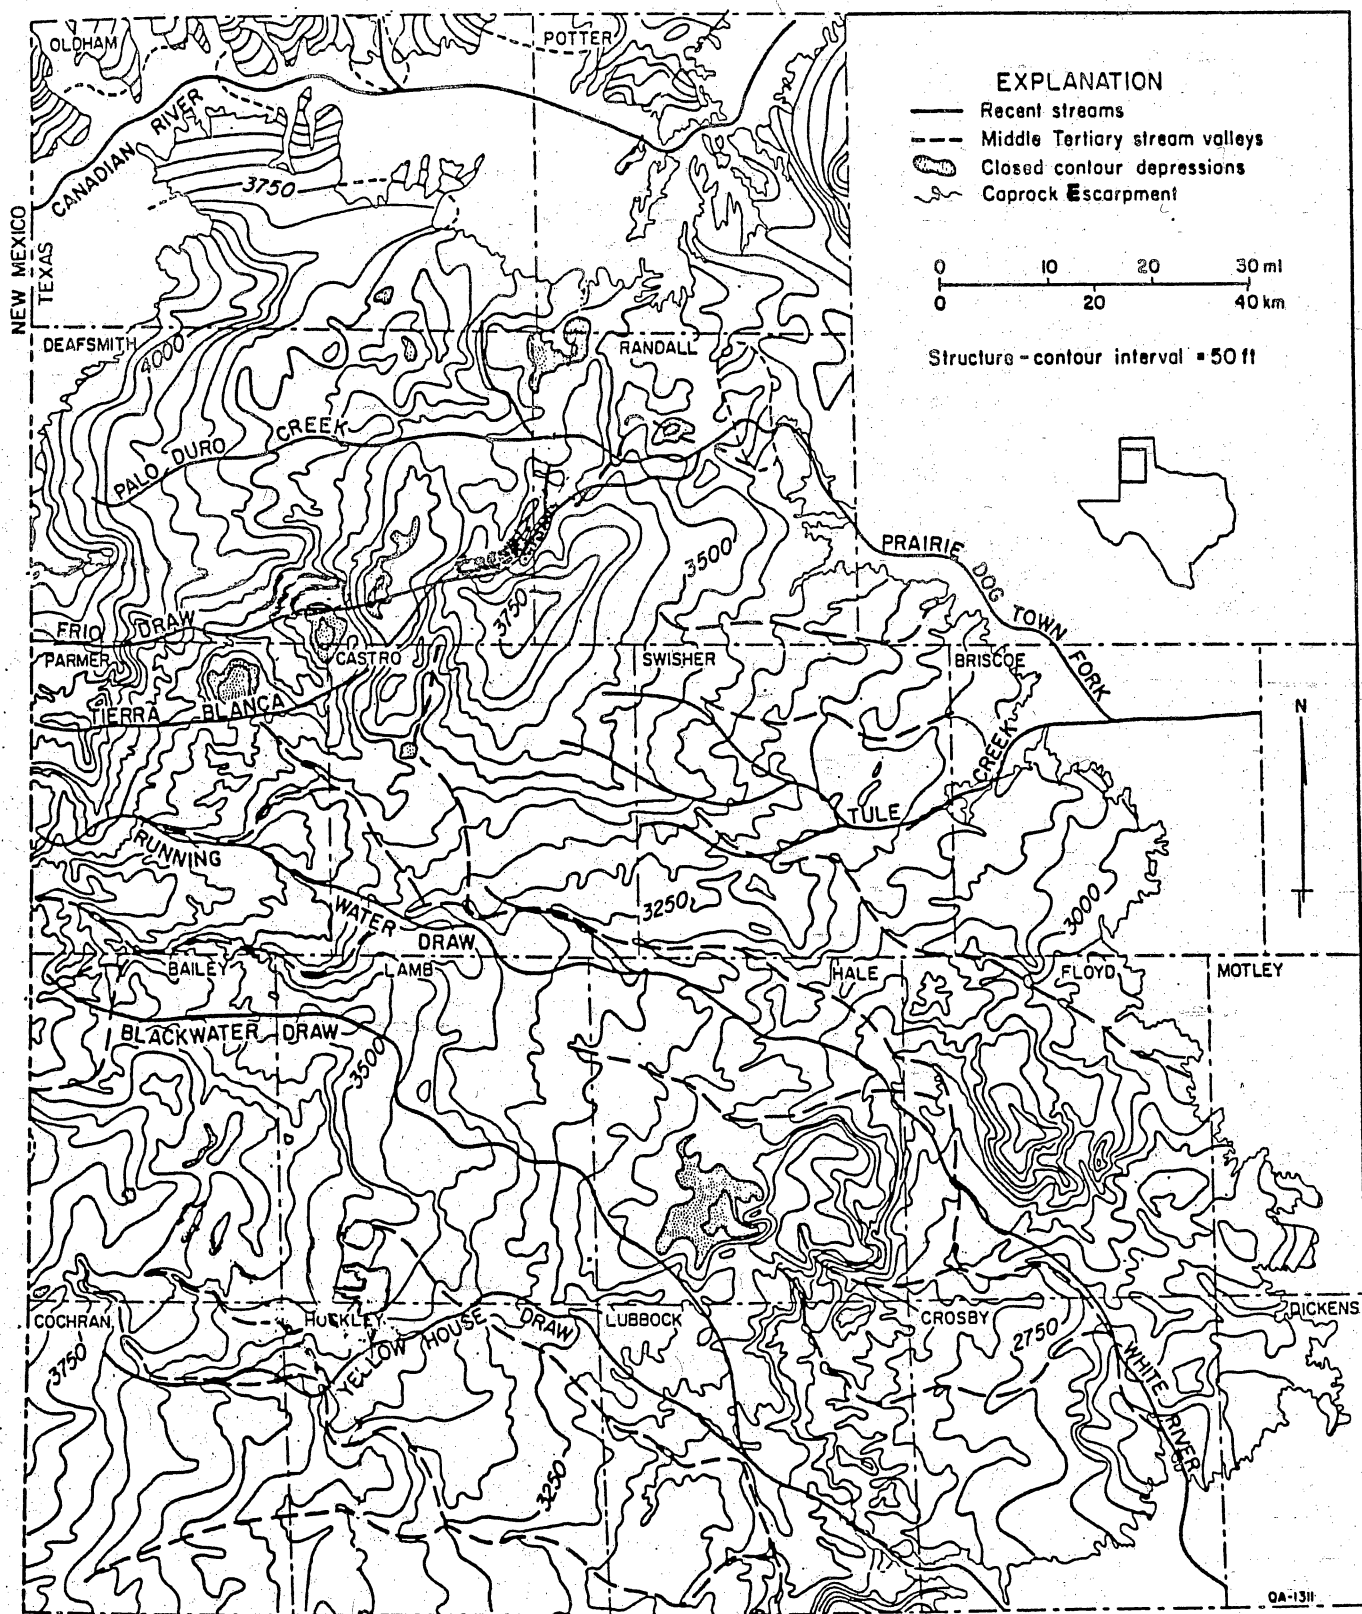 OLDHAM
POTTER
CANADIAN RIVER
3750
NEW MEXICO
TEXAS
EXPLANATION
Recent streams
Middle Tertiary stream valleys
Closed contour depressions
Caprock Escarpment
0 10 20 30 mi
0 20 40 km
Structure-contour interval = 50 ft
DEAFSMITH
4000
RANDALL
PALO DURO CREEK
3500
PRAIRIE DOG TOWN FORK
3750
FRIO DRAW
PARMER
CASTRO
SWISHER
BRISCOE
TIERRA BLANCA
N
TULE CREEK
RUNNING WATER DRAW
3250
3000
BAILEY
LAMB
HALE
FLOYD
MOTLEY
BLACKWATER DRAW
3500
COCHRAN
HOCKLEY
YELLOW HOUSE DRAW
LUBBOCK
CROSBY
DICKENS
3750
2750
WHITE RIVER
3250
QA-1311